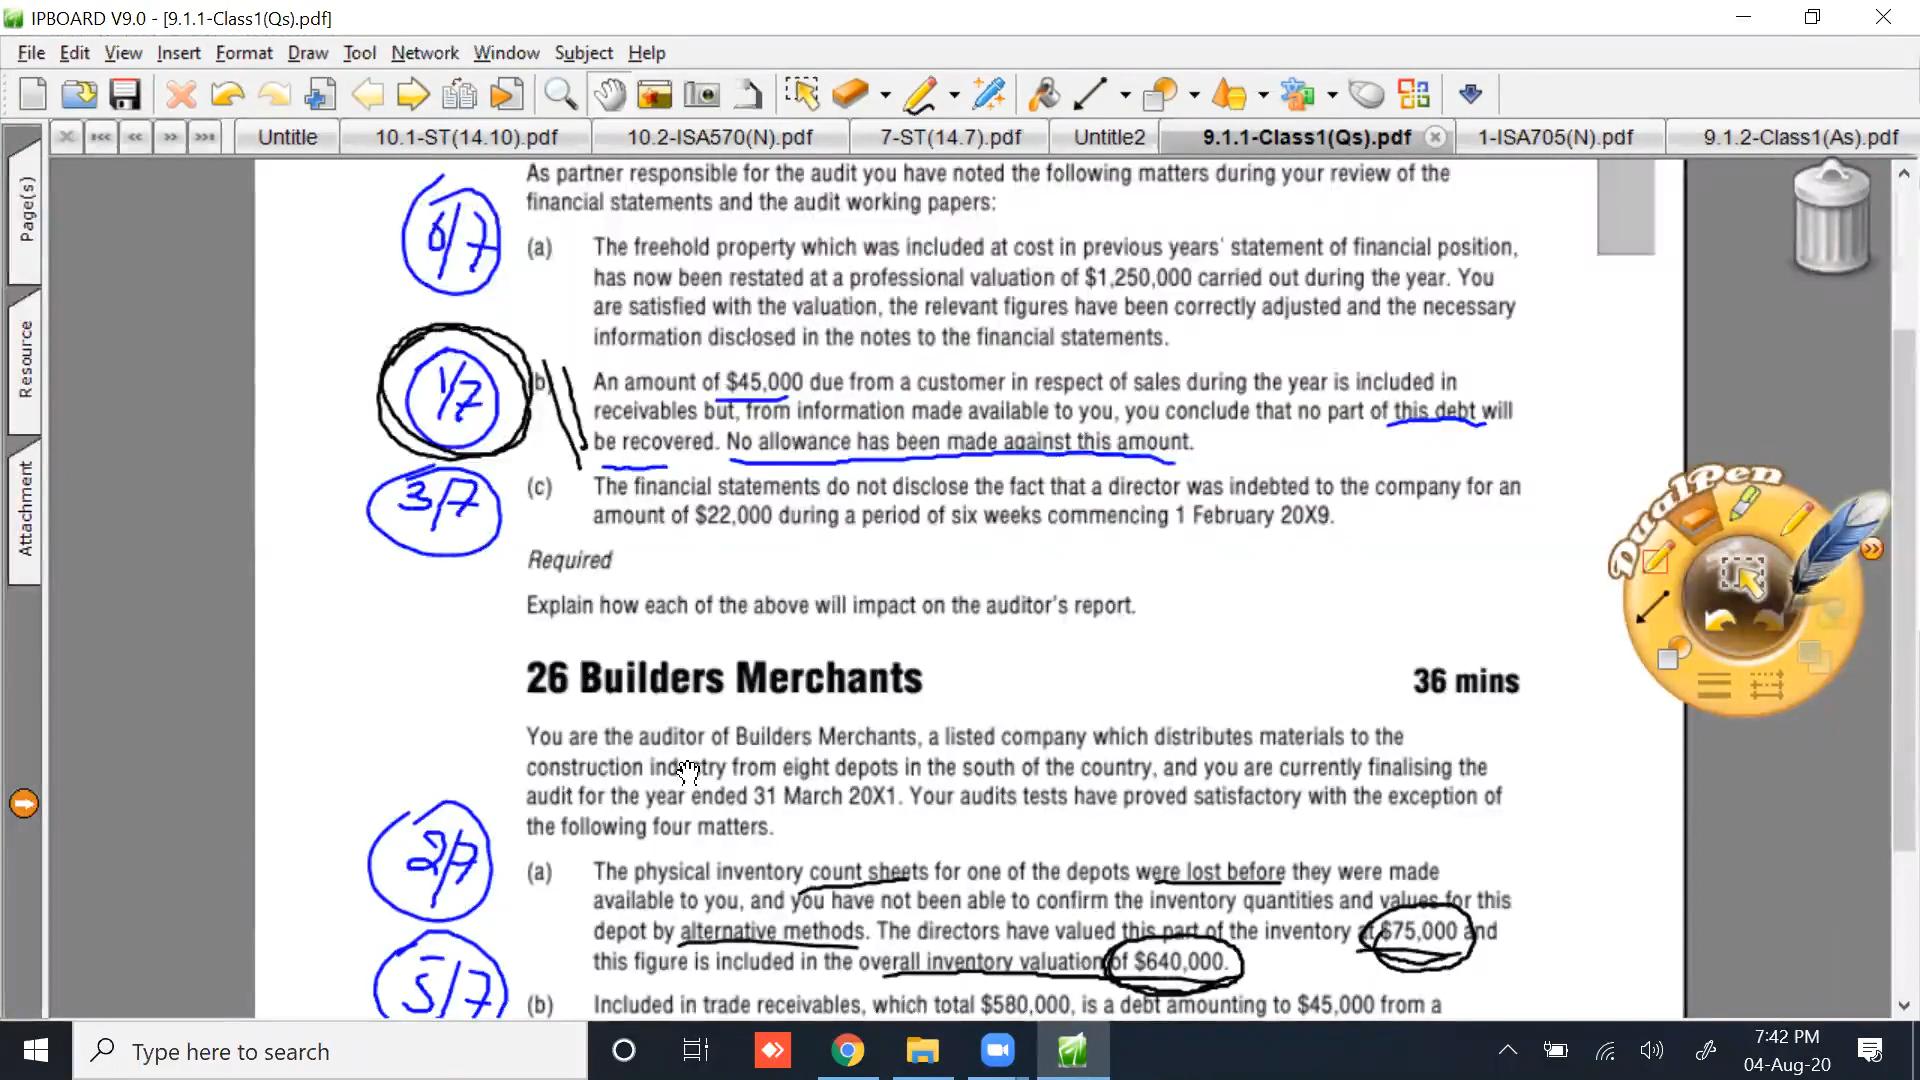 IPBOARD V9.0 - [9.1.1-Class1(Qs).pdf]
File Edit View Insert Format Draw Tool Network Window Subject Help
Untitle 10.1-ST(14.10).pdf 10.2-ISA570(N).pdf 7-ST(14.7).pdf Untitle2 9.1.1-Class1(Qs).pdf 1-ISA705(N).pdf 9.1.2-Class1(As).pdf
Page(s)
Resource
Attachment
As partner responsible for the audit you have noted the following matters during your review of the
financial statements and the audit working papers:
6/7
(a) The freehold property which was included at cost in previous years' statement of financial position,
has now been restated at a professional valuation of $1,250,000 carried out during the year. You
are satisfied with the valuation, the relevant figures have been correctly adjusted and the necessary
information disclosed in the notes to the financial statements.
1/7
b) An amount of $45,000 due from a customer in respect of sales during the year is included in
receivables but, from information made available to you, you conclude that no part of this debt will
be recovered. No allowance has been made against this amount.
3/7
(c) The financial statements do not disclose the fact that a director was indebted to the company for an
amount of $22,000 during a period of six weeks commencing 1 February 20X9.
DualPen
Required
Explain how each of the above will impact on the auditor's report.
26 Builders Merchants 36 mins
You are the auditor of Builders Merchants, a listed company which distributes materials to the
construction industry from eight depots in the south of the country, and you are currently finalising the
audit for the year ended 31 March 20X1. Your audits tests have proved satisfactory with the exception of
the following four matters.
2/7
(a) The physical inventory count sheets for one of the depots were lost before they were made
available to you, and you have not been able to confirm the inventory quantities and values for this
depot by alternative methods. The directors have valued this part of the inventory at $75,000 and
this figure is included in the overall inventory valuation of $640,000.
5/7
(b) Included in trade receivables, which total $580,000, is a debt amounting to $45,000 from a
Type here to search
7:42 PM
04-Aug-20